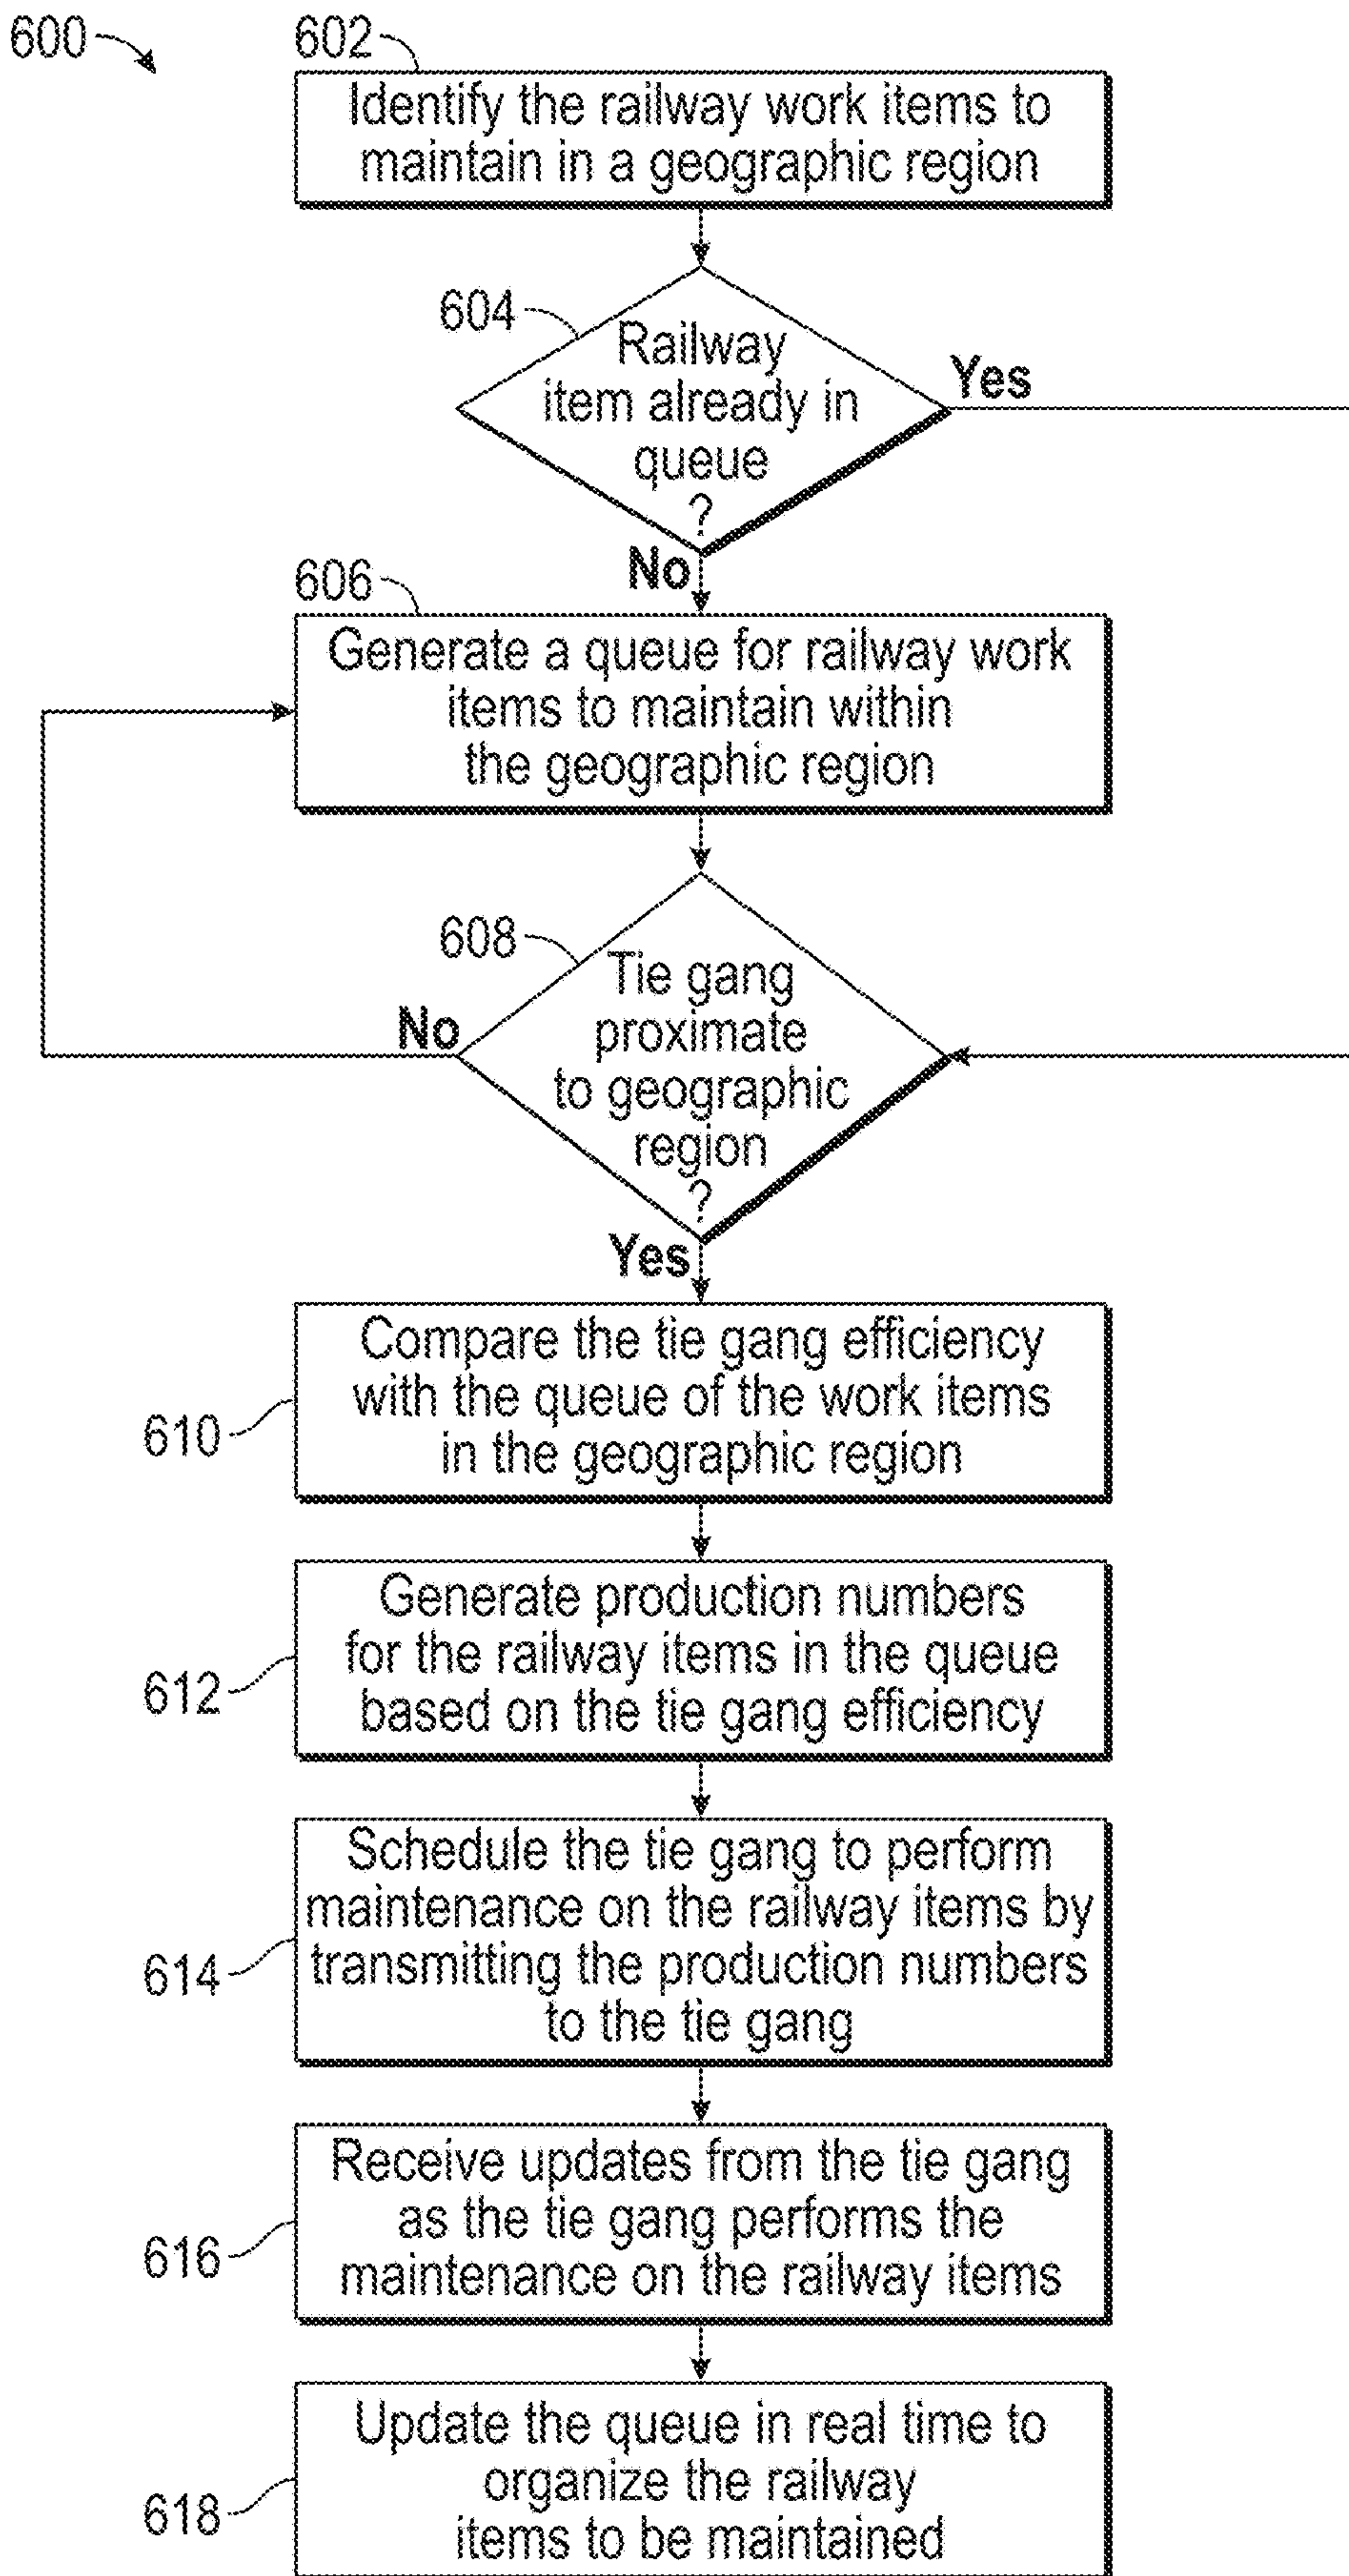 600
602
Identify the railway work items to
maintain in a geographic region
604
Railway
item already in
queue
?
Yes
No
606
Generate a queue for railway work
items to maintain within
the geographic region
608
Tie gang
proximate
to geographic
region
?
No
Yes
Compare the tie gang efficiency
with the queue of the work items
in the geographic region
610
Generate production numbers
for the railway items in the queue
based on the tie gang efficiency
612
Schedule the tie gang to perform
maintenance on the railway items by
transmitting the production numbers
to the tie gang
614
Receive updates from the tie gang
as the tie gang performs the
maintenance on the railway items
616
Update the queue in real time to
organize the railway
items to be maintained
618